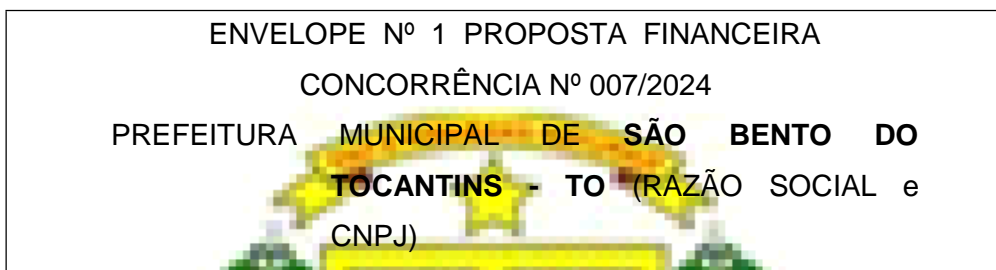 ENVELOPE Nº 1 PROPOSTA FINANCEIRA
CONCORRÊNCIA Nº 007/2024
PREFEITURA MUNICIPAL DE SÃO BENTO DO
TOCANTINS - TO (RAZÃO SOCIAL e
CNPJ)